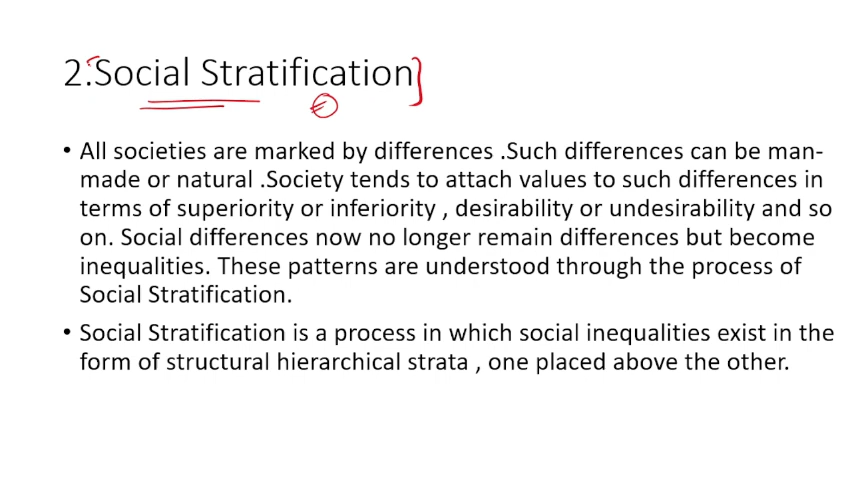 2.Social Stratification
• All societies are marked by differences .Such differences can be man-
made or natural .Society tends to attach values to such differences in
terms of superiority or inferiority , desirability or undesirability and so
on. Social differences now no longer remain differences but become
inequalities. These patterns are understood through the process of
Social Stratification.
• Social Stratification is a process in which social inequalities exist in the
form of structural hierarchical strata , one placed above the other.